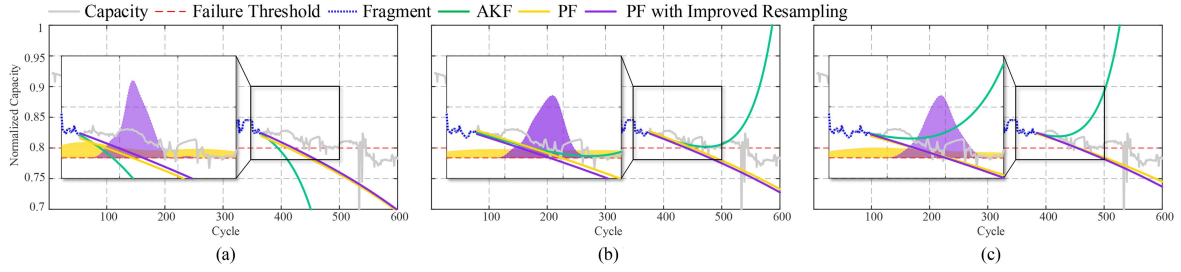 Capacity Failure Threshold Fragment AKF PF PF with Improved Resampling
Normalized Capacity
1
0.95
0.9
0.85
0.8
0.75
0.7
100 200 300 400 500 600
Cycle
(a)
100 200 300 400 500 600
Cycle
(b)
100 200 300 400 500 600
Cycle
(c)